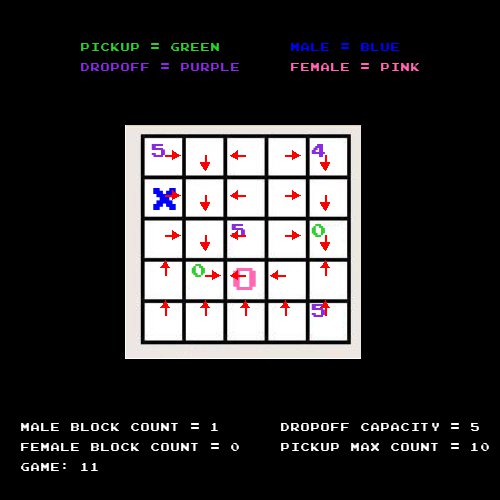 PICKUP = GREEN MALE = BLUE
DROPOFF = PURPLE FEMALE = PINK
5 4
X
5 0
0 O
5
MALE BLOCK COUNT = 1 DROPOFF CAPACITY = 5
FEMALE BLOCK COUNT = 0 PICKUP MAX COUNT = 10
GAME: 11